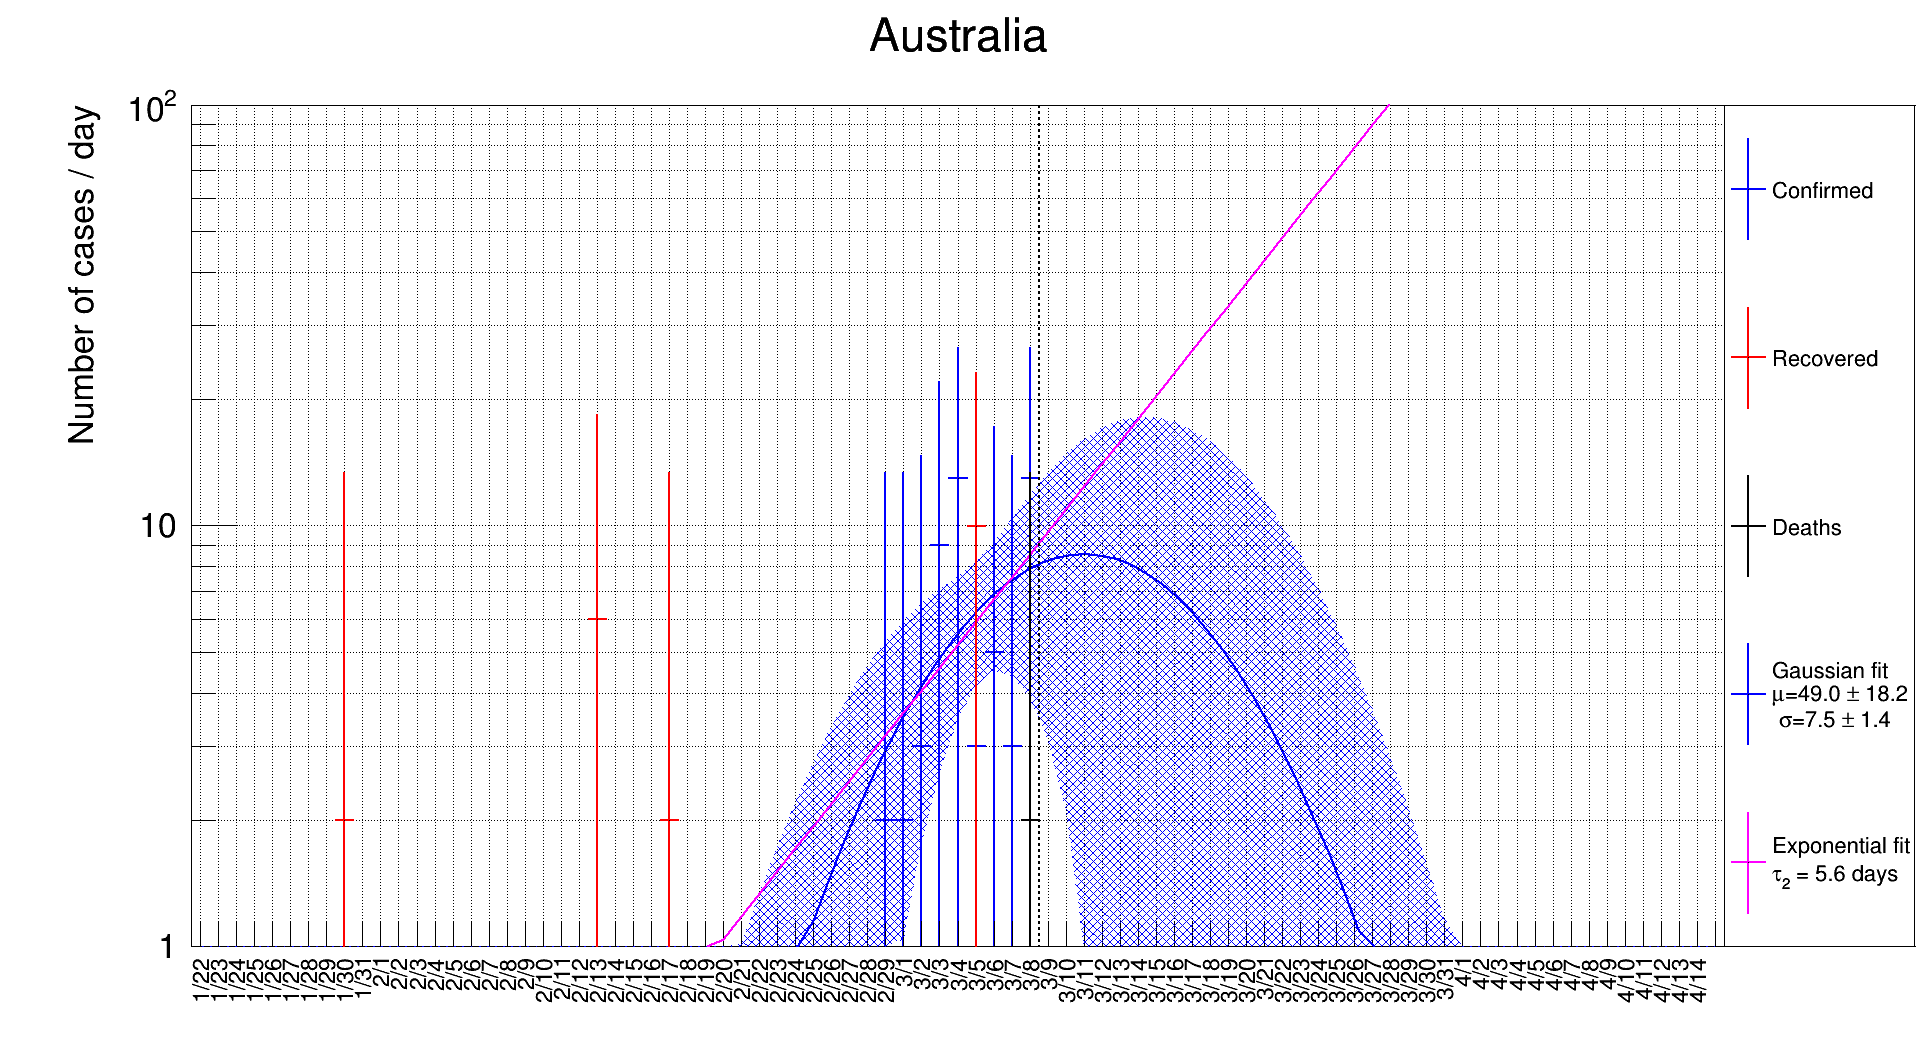 Australia
Number of cases / day
10²
10
1
1/22 1/23 1/24 1/25 1/26 1/27 1/28 1/29 1/30 1/31 2/1 2/2 2/3 2/4 2/5 2/6 2/7 2/8 2/9 2/10 2/11 2/12 2/13 2/14 2/15 2/16 2/17 2/18 2/19 2/20 2/21 2/22 2/23 2/24 2/25 2/26 2/27 2/28 2/29 3/1 3/2 3/3 3/4 3/5 3/6 3/7 3/8 3/9 3/10 3/11 3/12 3/13 3/14 3/15 3/16 3/17 3/18 3/19 3/20 3/21 3/22 3/23 3/24 3/25 3/26 3/27 3/28 3/29 3/30 3/31 4/1 4/2 4/3 4/4 4/5 4/6 4/7 4/8 4/9 4/10 4/11 4/12 4/13 4/14
Confirmed
Recovered
Deaths
Gaussian fit
μ=49.0 ± 18.2
σ=7.5 ± 1.4
Exponential fit
τ₂ = 5.6 days